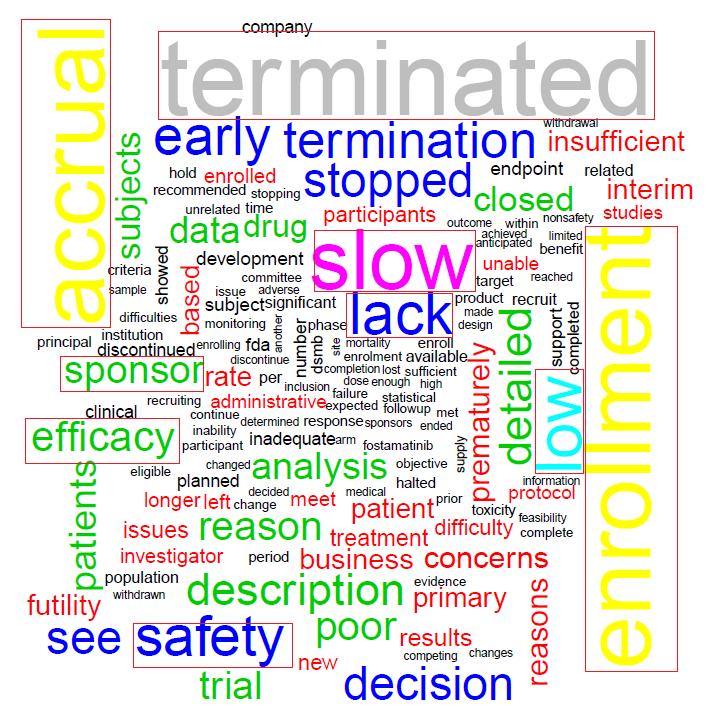 company
terminated
accrual
withdrawal
early
termination
insufficient
subjects
hold
enrolled
recommended
stopping
stopped
endpoint
related
closed
interim
unrelated
time
participants
outcome
within
nonsafety
studies
data
drug
achieved
limited
anticipated
benefit
slow
enrollment
development
unable
criteria
showed
committee
reached
sample
based
issue
adverse
target
subject
significant
product
recruit
difficulties
lack
made
support
completed
monitoring
phase
design
detailed
principal
institution
enrolling
fda
another
number
dsmb
site
mortality
enroll
discontinued
discontinue
enrolment
available
sponsor
rate
per
completion
lost
sufficient
low
inclusion
dose
enough
high
prematurely
recruiting
administrative
failure
statistical
expected
followup
met
clinical
continue
determined
response
sponsors
ended
efficacy
inability
inadequate
arm
participant
fostamatinib
supply
analysis
objective
patients
eligible
changed
planned
halted
information
longer
left
decided
medical
prior
protocol
change
meet
patient
toxicity
issues
reason
treatment
difficulty
feasibility
complete
investigator
period
business
concerns
population
description
evidence
primary
reasons
withdrawn
futility
see
safety
poor
results
new
competing
changes
trial
decision